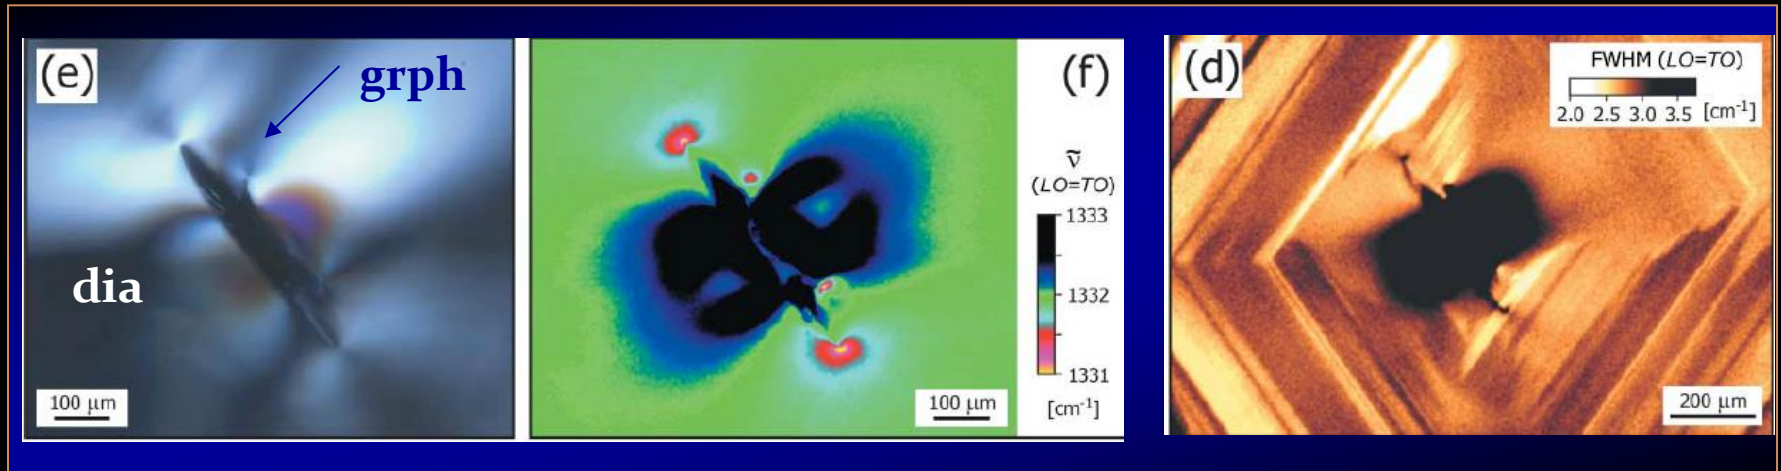 (e)
grph
dia
100 μm
(f)
ṽ
(LO=TO)
1333
1332
1331
[cm⁻¹]
100 μm
(d)
FWHM (LO=TO)
2.0 2.5 3.0 3.5 [cm⁻¹]
200 μm